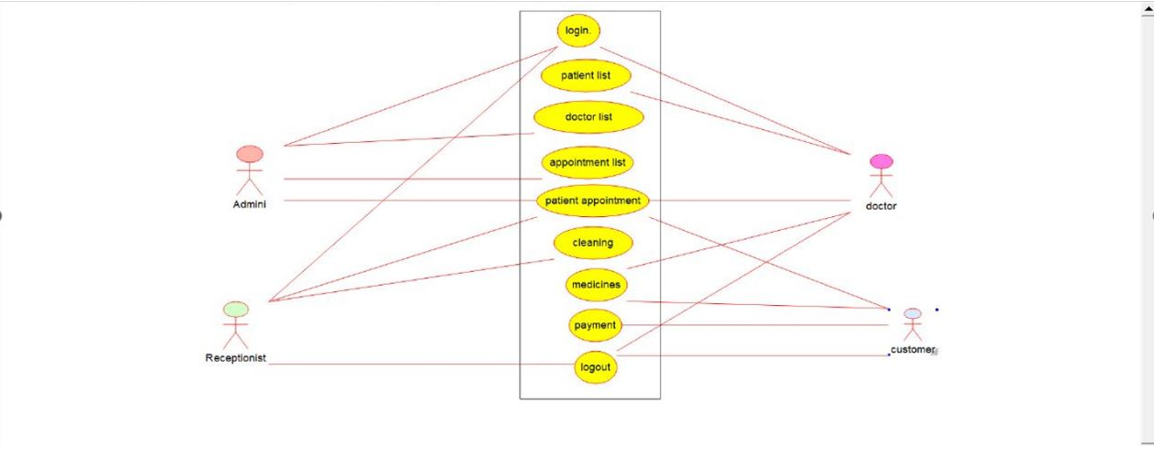 login.
patient list
doctor list
appointment list
patient appointment
cleaning
medicines
payment
logout
Admini
Receptionist
doctor
customer